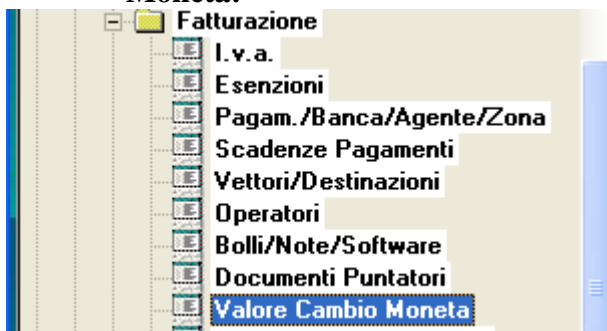 Moneta.
Fatturazione
I.v.a.
Esenzioni
Pagam./Banca/Agente/Zona
Scadenze Pagamenti
Vettori/Destinazioni
Operatori
Bolli/Note/Software
Documenti Puntatori
Valore Cambio Moneta